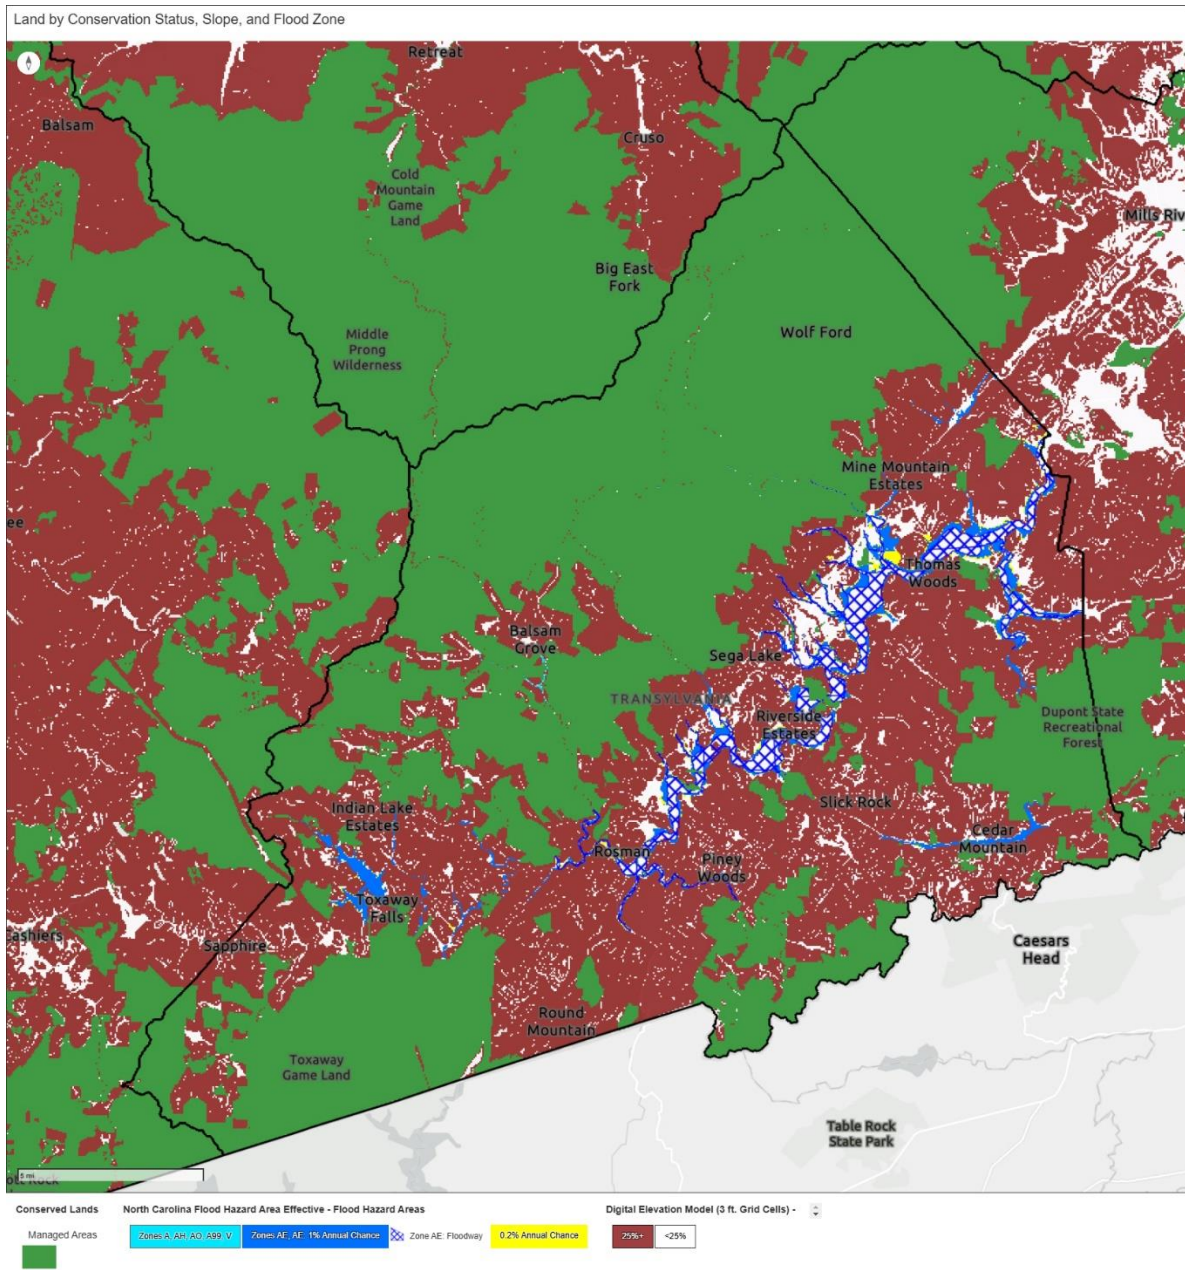 Land by Conservation Status, Slope, and Flood Zone
Retreat
Balsam
Cruso
Cold
Mountain
Game
Land
Mills Riv
Big East
Fork
Middle
Prong
Wilderness
Wolf Ford
Mine Mountain
Estates
ee
Thomas
Woods
Balsam
Grove
Sega Lake
TRANSYLVANIA
Riverside
Estates
Dupont State
Recreational
Forest
Indian Lake
Estates
Slick Rock
Cedar
Mountain
Rosman
Piney
Woods
Toxaway
Falls
Cashiers
Sapphire
Caesars
Head
Round
Mountain
Toxaway
Game Land
Table Rock
State Park
5 mi
ott Rock
Conserved Lands
North Carolina Flood Hazard Area Effective - Flood Hazard Areas
Digital Elevation Model (3 ft. Grid Cells) -
Managed Areas
Zones A, AH, AO, A99, V
Zones AE, AE: 1% Annual Chance
Zone AE: Floodway
0.2% Annual Chance
25%+
<25%